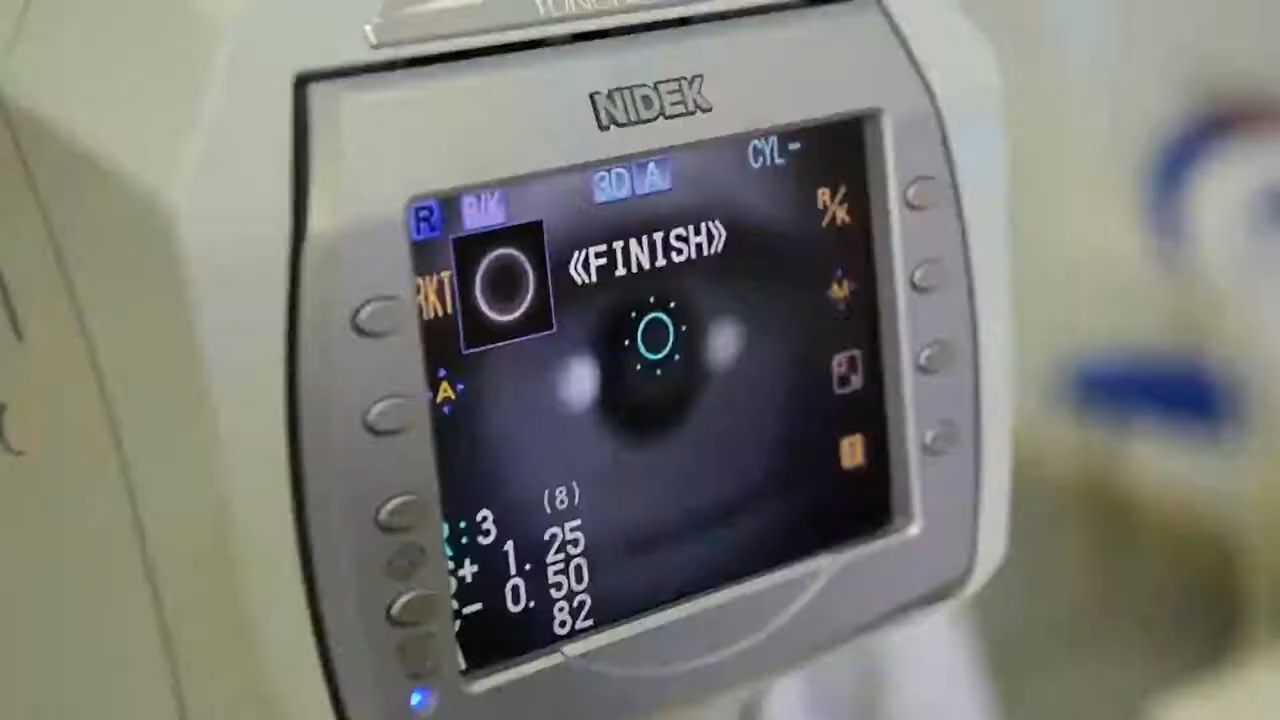 NIDEK
CYL-
3D A
R R/K
R/K
«FINISH»
RKT
M
A
(8)
R:3
S+ 1.25
C- 0.50
82